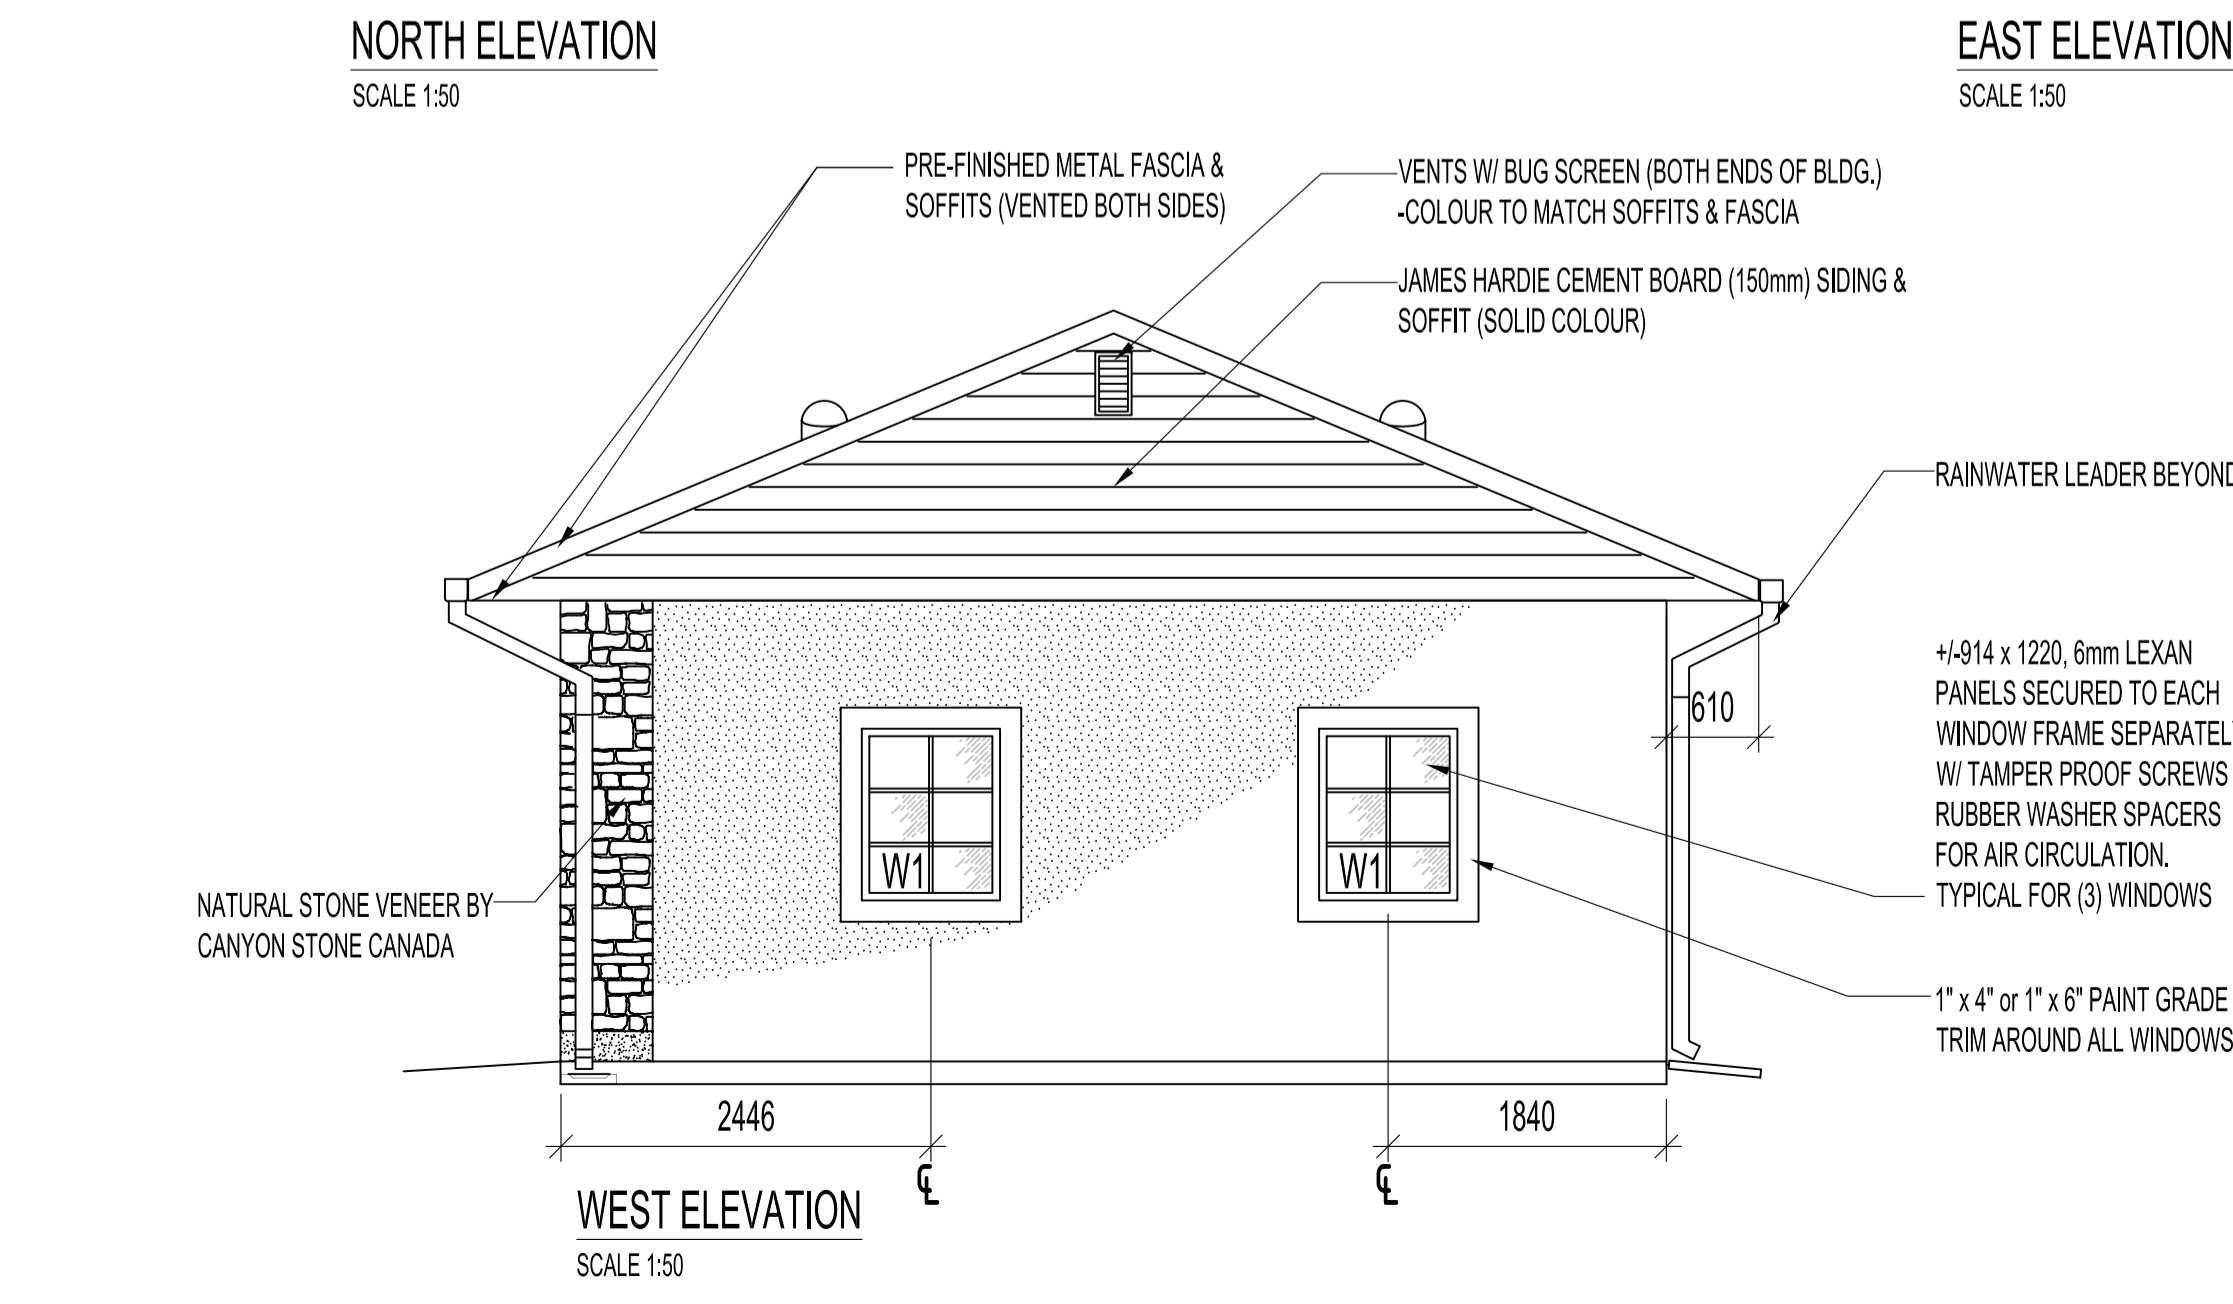 NORTH ELEVATION
SCALE 1:50
EAST ELEVATION
SCALE 1:50
PRE-FINISHED METAL FASCIA &
SOFFITS (VENTED BOTH SIDES)
VENTS W/ BUG SCREEN (BOTH ENDS OF BLDG.)
-COLOUR TO MATCH SOFFITS & FASCIA
JAMES HARDIE CEMENT BOARD (150mm) SIDING &
SOFFIT (SOLID COLOUR)
RAINWATER LEADER BEYOND
+/-914 x 1220, 6mm LEXAN
PANELS SECURED TO EACH
WINDOW FRAME SEPARATELY
W/ TAMPER PROOF SCREWS
RUBBER WASHER SPACERS
FOR AIR CIRCULATION.
TYPICAL FOR (3) WINDOWS
610
W1
W1
NATURAL STONE VENEER BY
CANYON STONE CANADA
1" x 4" or 1" x 6" PAINT GRADE
TRIM AROUND ALL WINDOWS
2446
1840
℄
℄
WEST ELEVATION
SCALE 1:50